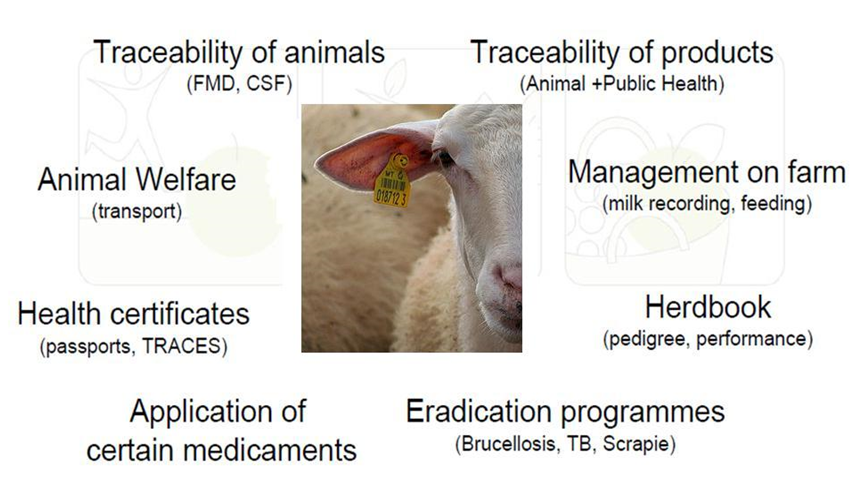 Traceability of animals
(FMD, CSF)
Traceability of products
(Animal +Public Health)
Animal Welfare
(transport)
Management on farm
(milk recording, feeding)
Health certificates
(passports, TRACES)
Herdbook
(pedigree, performance)
Application of
certain medicaments
Eradication programmes
(Brucellosis, TB, Scrapie)